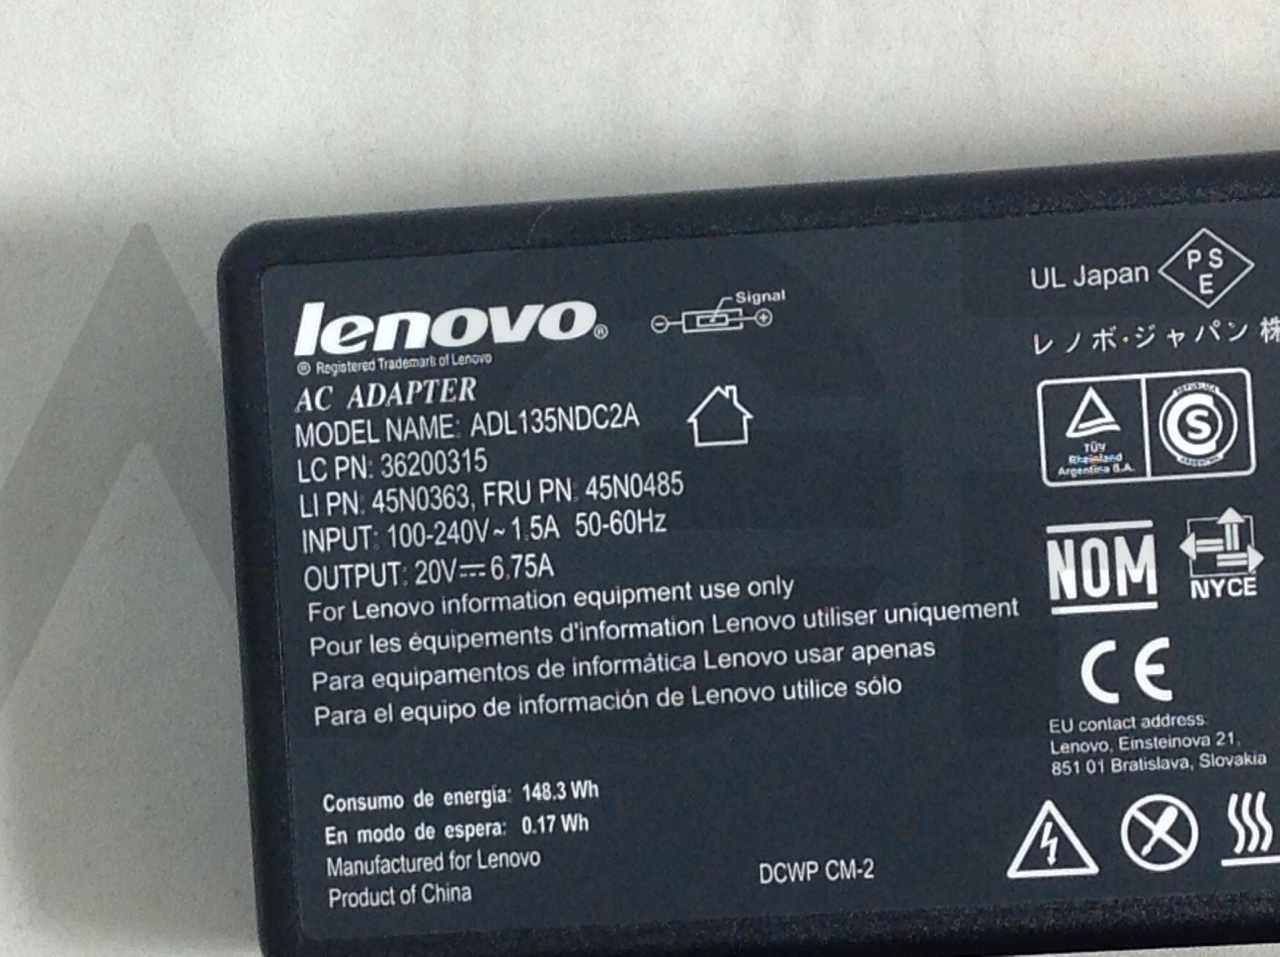 lenovo®
Signal
® Registered Trademark of Lenovo
AC ADAPTER
MODEL NAME: ADL135NDC2A
LC PN: 36200315
LI PN: 45N0363, FRU PN: 45N0485
INPUT: 100-240V~1.5A 50-60Hz
OUTPUT: 20V⎓6.75A
For Lenovo information equipment use only
Pour les équipements d'information Lenovo utiliser uniquement
Para equipamentos de informática Lenovo usar apenas
Para el equipo de información de Lenovo utilice sólo
Consumo de energía: 148.3 Wh
En modo de espera: 0.17 Wh
Manufactured for Lenovo
Product of China
DCWP CM-2
UL Japan
PS
E
レノボ・ジャパン 株
TÜV
Rheinland
Argentina S.A.
S
REPUBLICA
ARGENTINA
NOM
NYCE
CE
EU contact address:
Lenovo, Einsteinova 21,
851 01 Bratislava, Slovakia